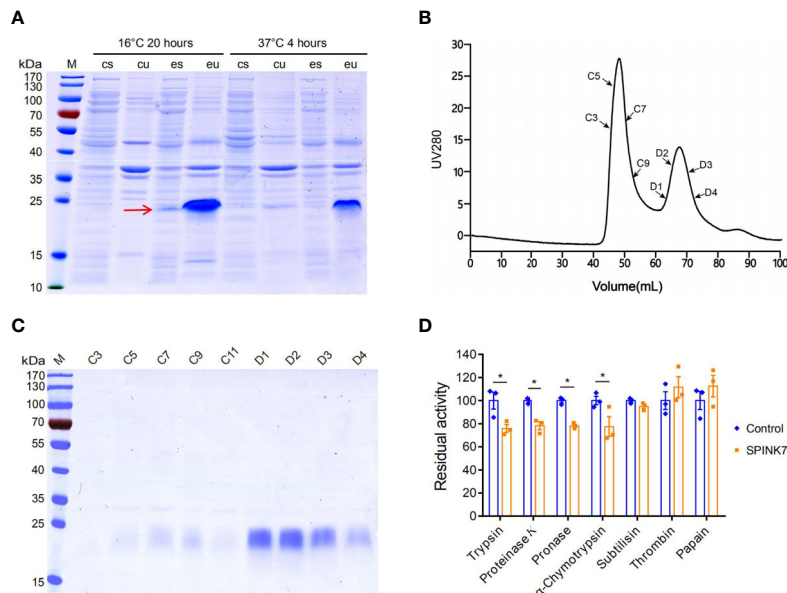 A
16°C 20 hours 37°C 4 hours
kDa M cs cu es eu cs cu es eu
170
130
100
70
55
40
35
25
15
10
B
UV280
30
25
20
15
10
5
0
C5
C3
C7
C9
D2
D1
D3
D4
0 10 20 30 40 50 60 70 80 90 100
Volume(mL)
C
kDa M C3 C5 C7 C9 C11 D1 D2 D3 D4
170
130
100
70
55
40
35
25
15
D
Residual activity
140
120
100
80
60
40
20
0
* * * *
Control
SPINK7
Trypsin
Proteinase K
Pronase
α-Chymotrypsin
Subtilisin
Thrombin
Papain